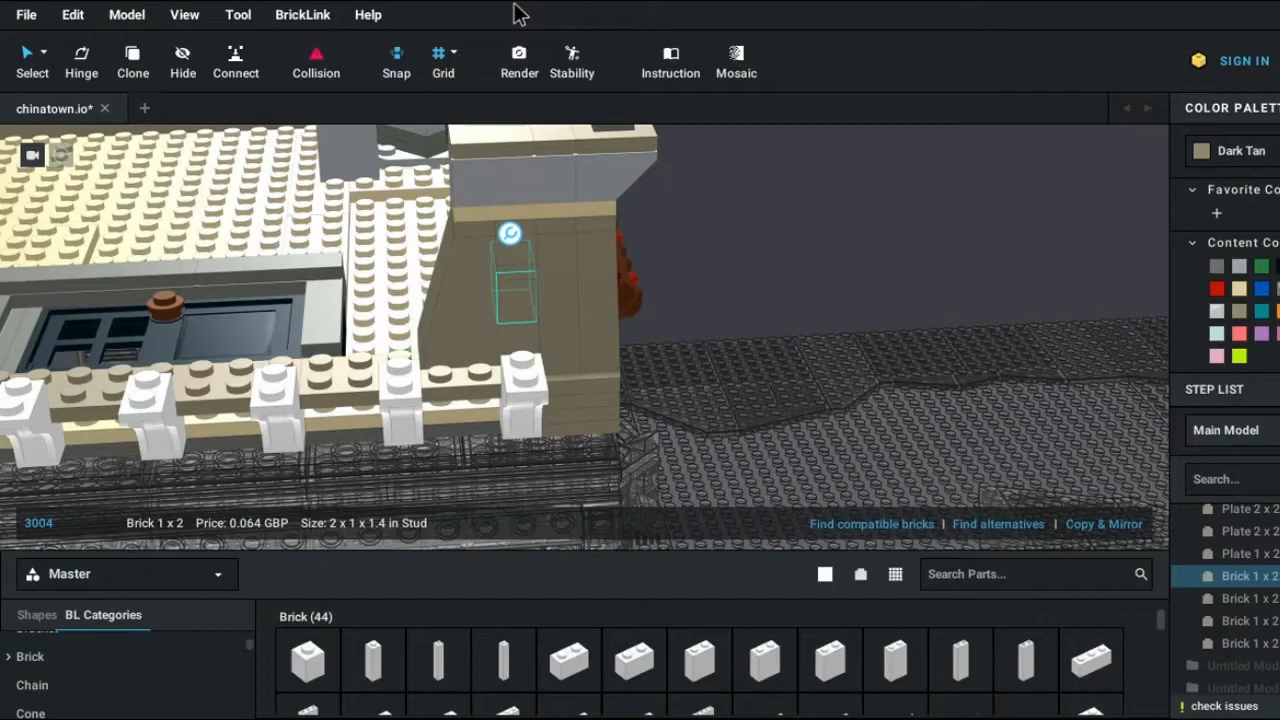 File Edit Model View Tool BrickLink Help
Select Hinge Clone Hide Connect Collision Snap Grid Render Stability Instruction Mosaic
SIGN IN
chinatown.io*
COLOR PALET
Dark Tan
Favorite Co
Content Co
STEP LIST
Main Model
Search...
Plate 2 x 2
Plate 2 x 2
Plate 1 x 2
Brick 1 x 2
Brick 1 x 2
Brick 1 x 2
Brick 1 x 2
Untitled Mod
Untitled Mod
check issues
3004 Brick 1 x 2 Price: 0.064 GBP Size: 2 x 1 x 1.4 in Stud Find compatible bricks | Find alternatives | Copy & Mirror
Master
Search Parts...
Shapes BL Categories
Brick
Chain
Cone
Brick (44)